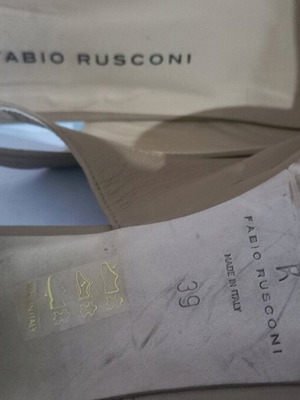 FABIO RUSCONI
R
FABIO RUSCONI
MADE IN ITALY
39